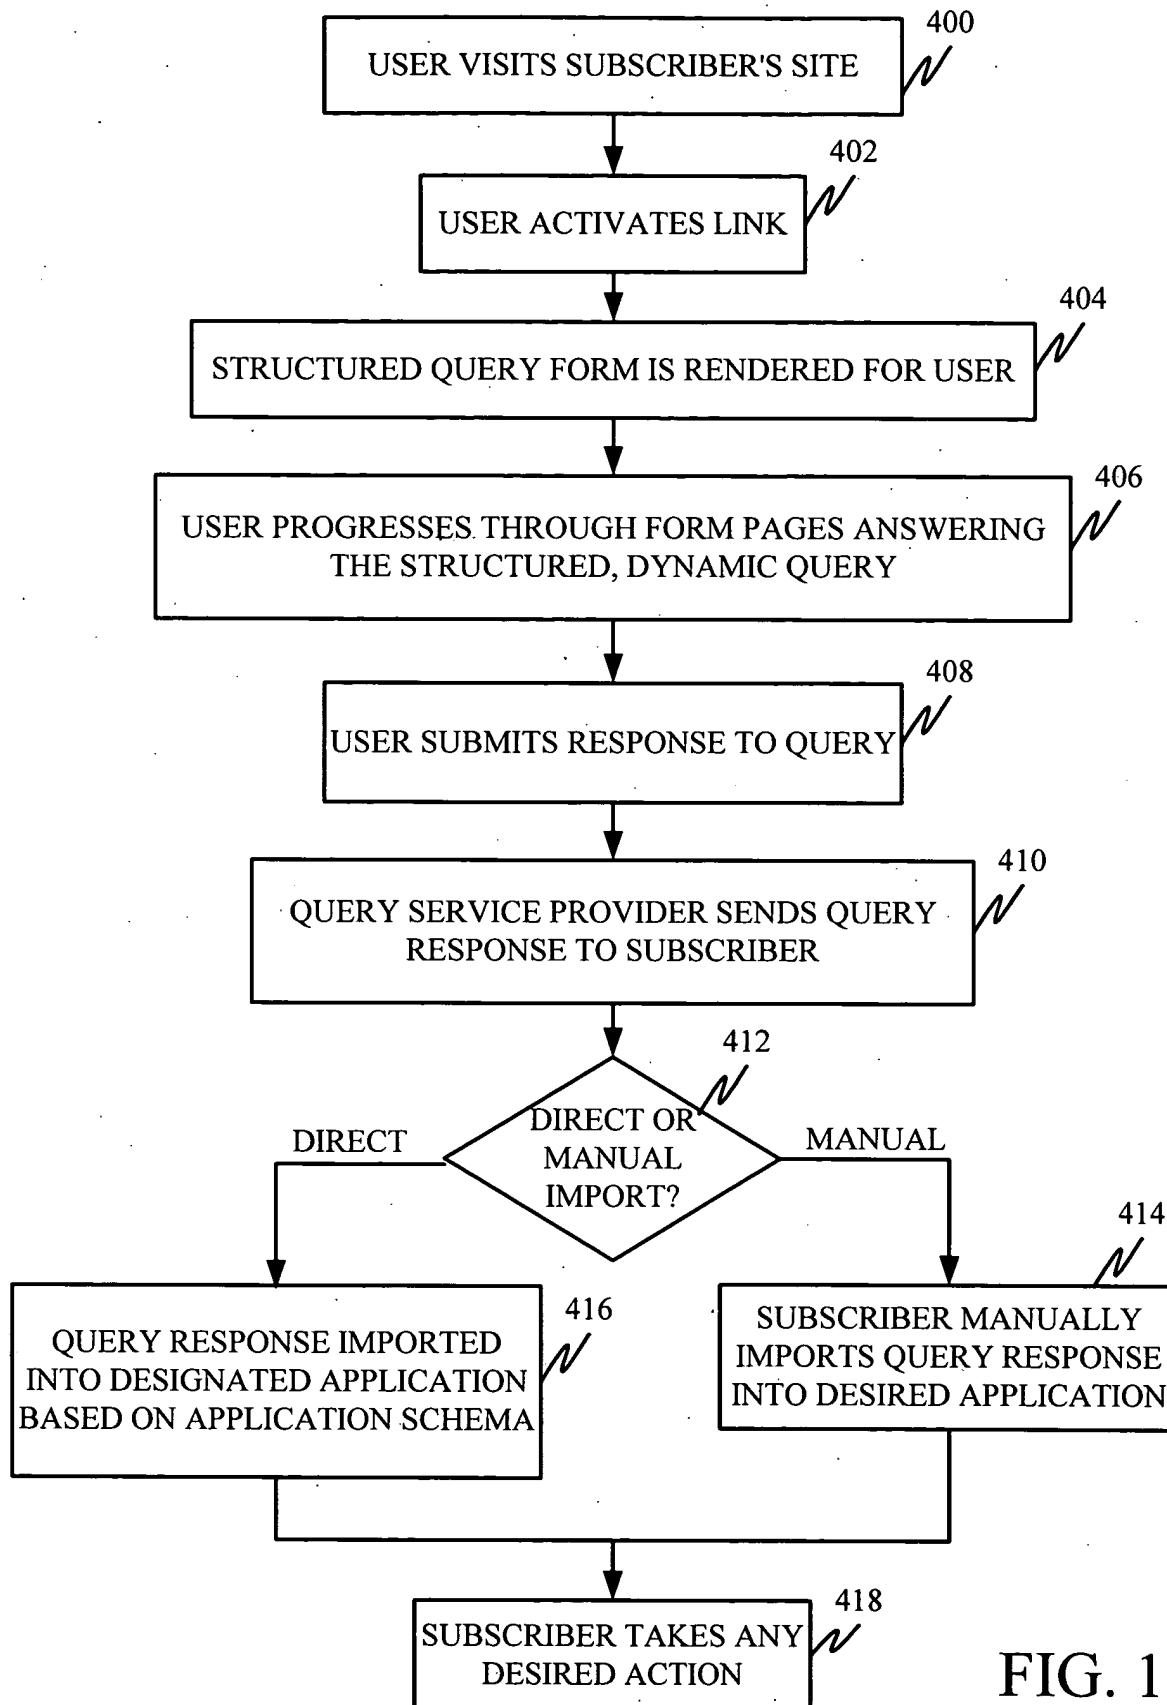 400
USER VISITS SUBSCRIBER'S SITE
402
USER ACTIVATES LINK
404
STRUCTURED QUERY FORM IS RENDERED FOR USER
406
USER PROGRESSES THROUGH FORM PAGES ANSWERING
THE STRUCTURED, DYNAMIC QUERY
408
USER SUBMITS RESPONSE TO QUERY
410
QUERY SERVICE PROVIDER SENDS QUERY
RESPONSE TO SUBSCRIBER
412
DIRECT OR
MANUAL
IMPORT?
DIRECT
MANUAL
416
QUERY RESPONSE IMPORTED
INTO DESIGNATED APPLICATION
BASED ON APPLICATION SCHEMA
414
SUBSCRIBER MANUALLY
IMPORTS QUERY RESPONSE
INTO DESIRED APPLICATION
418
SUBSCRIBER TAKES ANY
DESIRED ACTION
FIG. 1